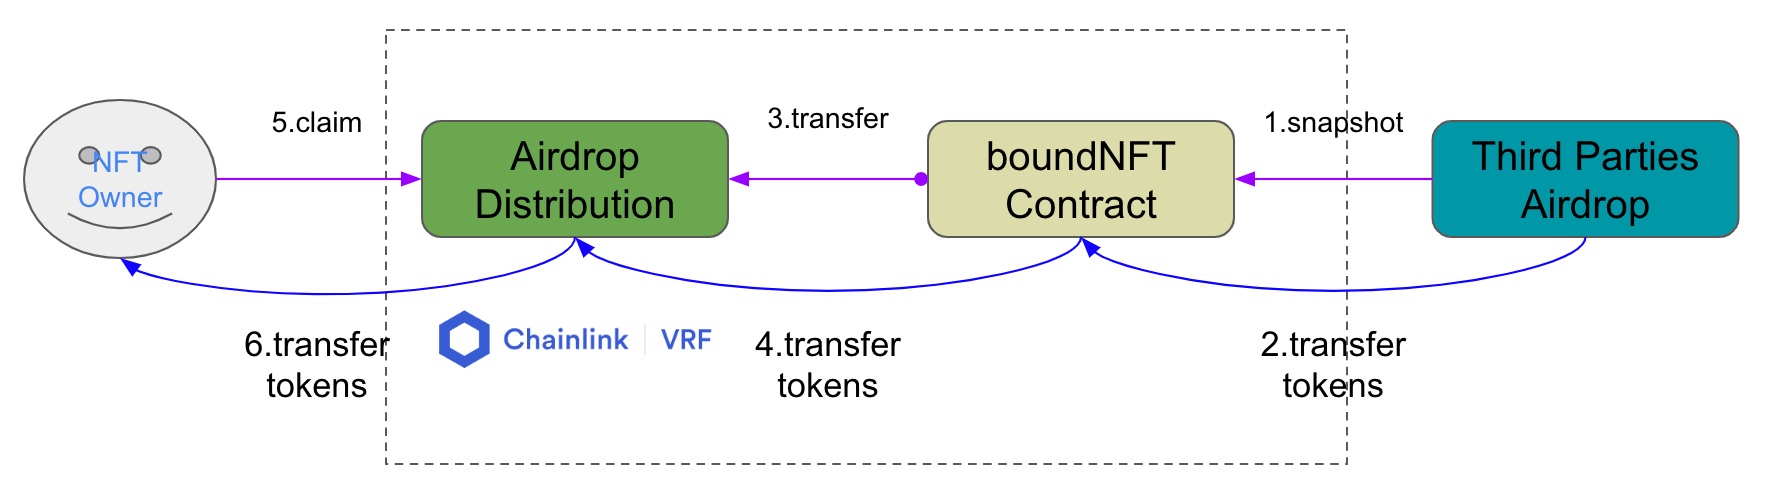 5.claim
3.transfer
1.snapshot
NFT
Owner
Airdrop
Distribution
boundNFT
Contract
Third Parties
Airdrop
6.transfer
tokens
Chainlink | VRF
4.transfer
tokens
2.transfer
tokens